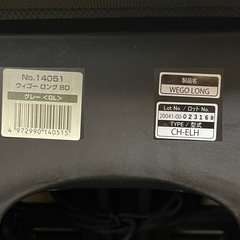 No.14051
ウィゴー ロング BD
グレー <GL>
4 972990 140515
製品名
WEGO LONG
Lot No. / ロット No.
20041-00-023168
TYPE / 型式
CH-ELH